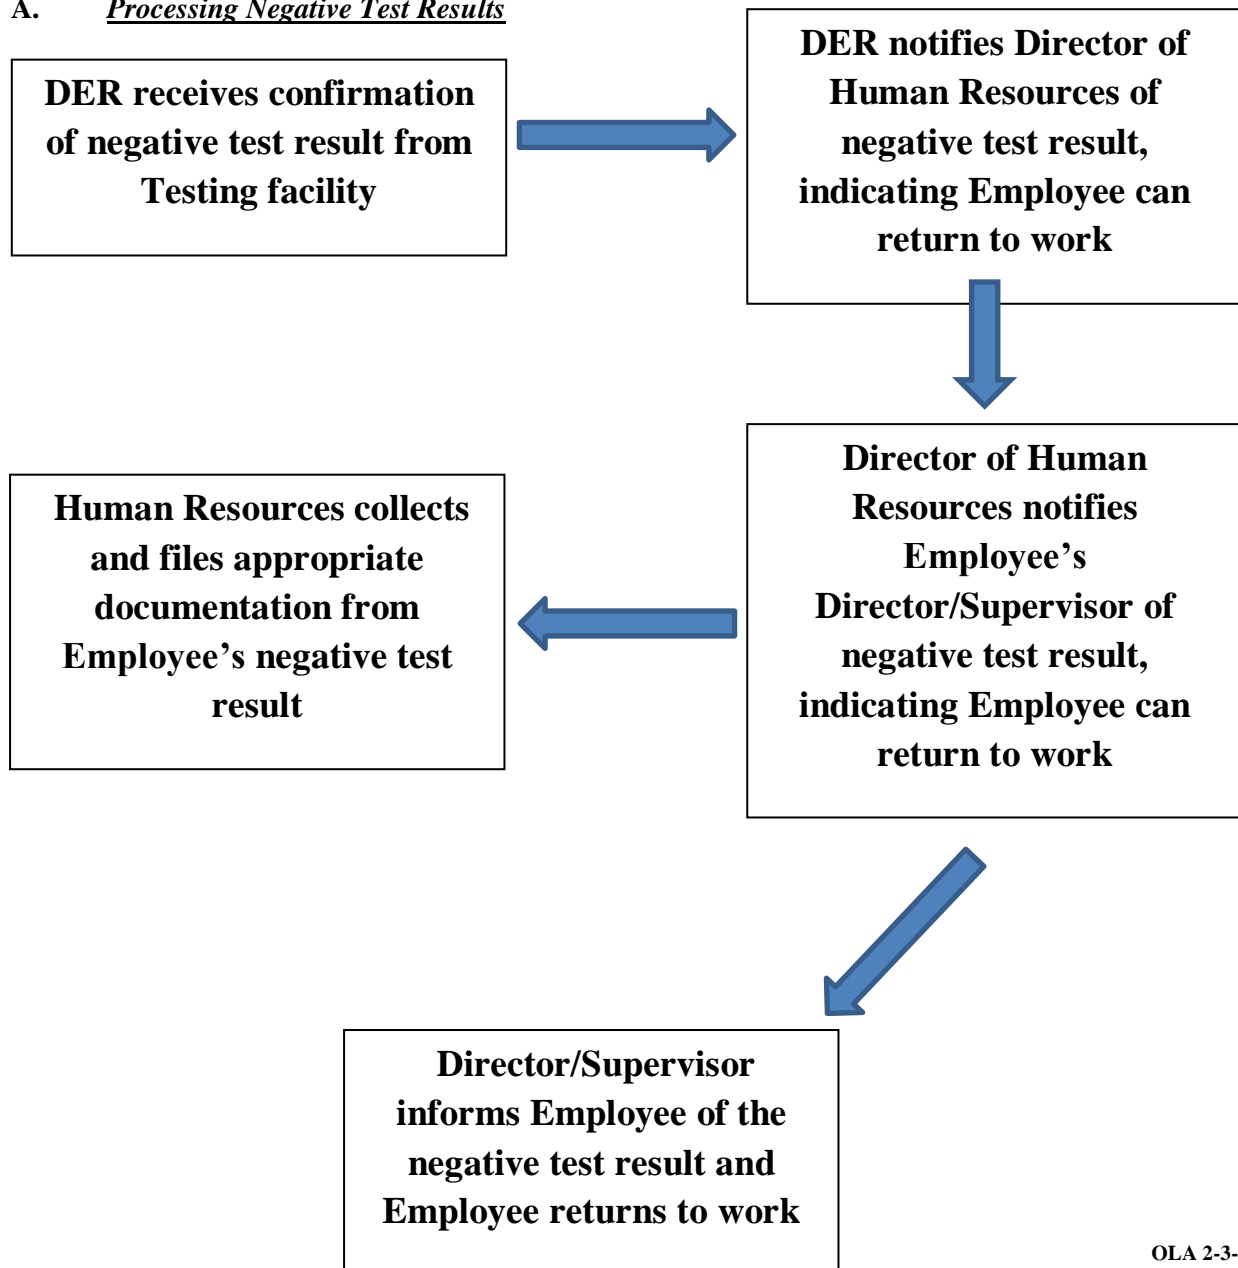 A. Processing Negative Test Results
DER receives confirmation
of negative test result from
Testing facility
DER notifies Director of
Human Resources of
negative test result,
indicating Employee can
return to work
Director of Human
Resources notifies
Employee’s
Director/Supervisor of
negative test result,
indicating Employee can
return to work
Human Resources collects
and files appropriate
documentation from
Employee’s negative test
result
Director/Supervisor
informs Employee of the
negative test result and
Employee returns to work
OLA 2-3-